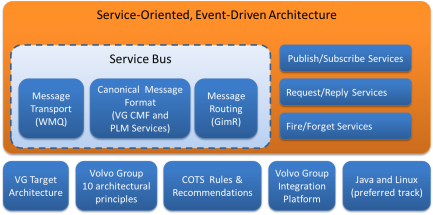 Service-Oriented, Event-Driven Architecture
Service Bus
Message
Transport
(WMQ)
Canonical Message
Format
(VG CMF and
PLM Services)
Message
Routing
(GimR)
Publish/Subscribe Services
Request/Reply Services
Fire/Forget Services
VG Target
Architecture
Volvo Group
10 architectural
principles
COTS Rules &
Recommendations
Volvo Group
Integration
Platform
Java and Linux
(preferred track)